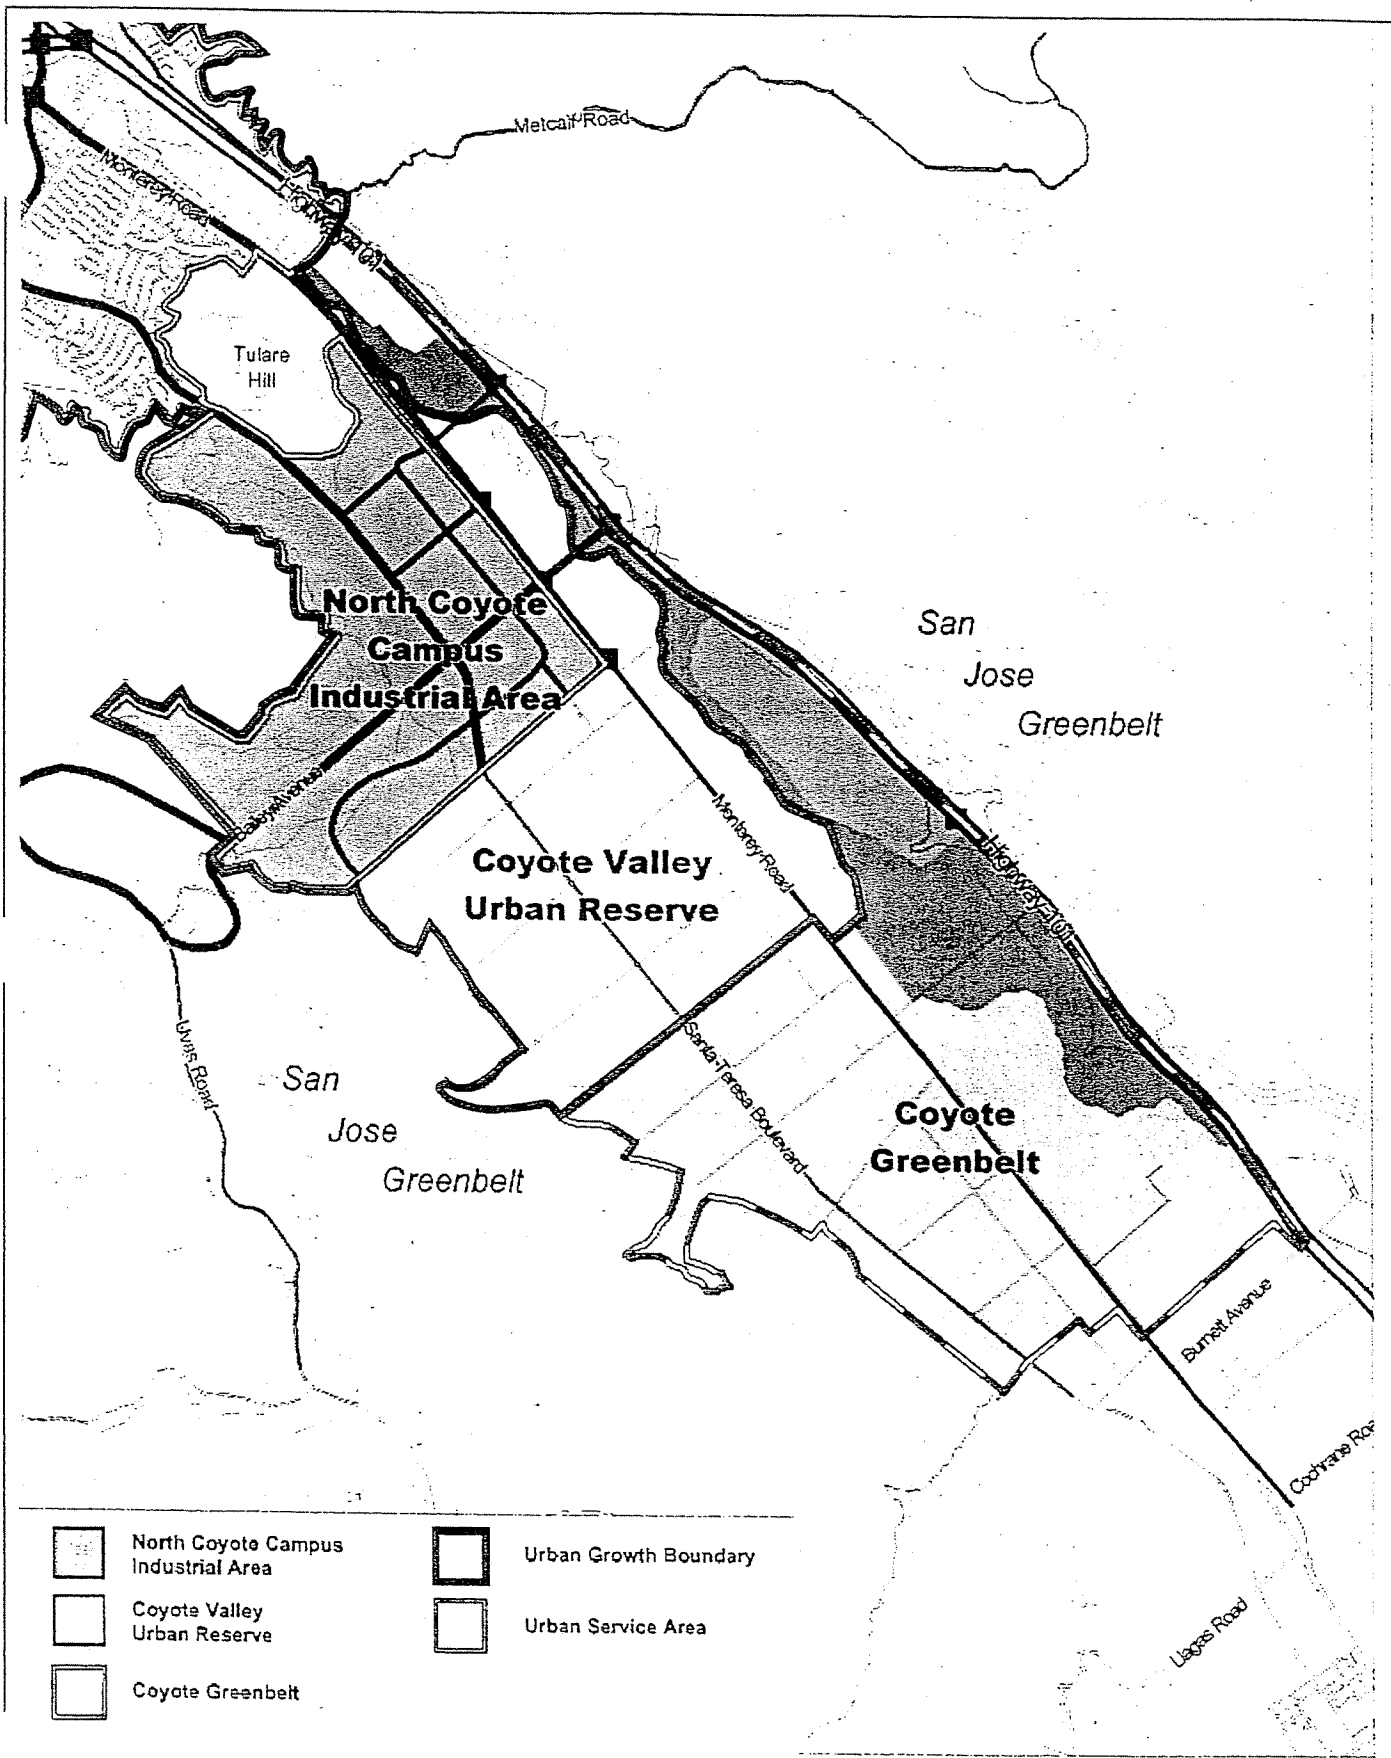 Metcalf Road
Monterey Road
Highway 101
Tulare
Hill
North Coyote
Campus
Industrial Area
San
Jose
Greenbelt
Bailey Avenue
Monterey Road
Coyote Valley
Urban Reserve
Highway 101
Uvas Road
Santa Teresa Boulevard
San
Jose
Greenbelt
Coyote
Greenbelt
Burnett Avenue
Cochrane Roa
Llagas Road
North Coyote Campus
Industrial Area
Coyote Valley
Urban Reserve
Coyote Greenbelt
Urban Growth Boundary
Urban Service Area